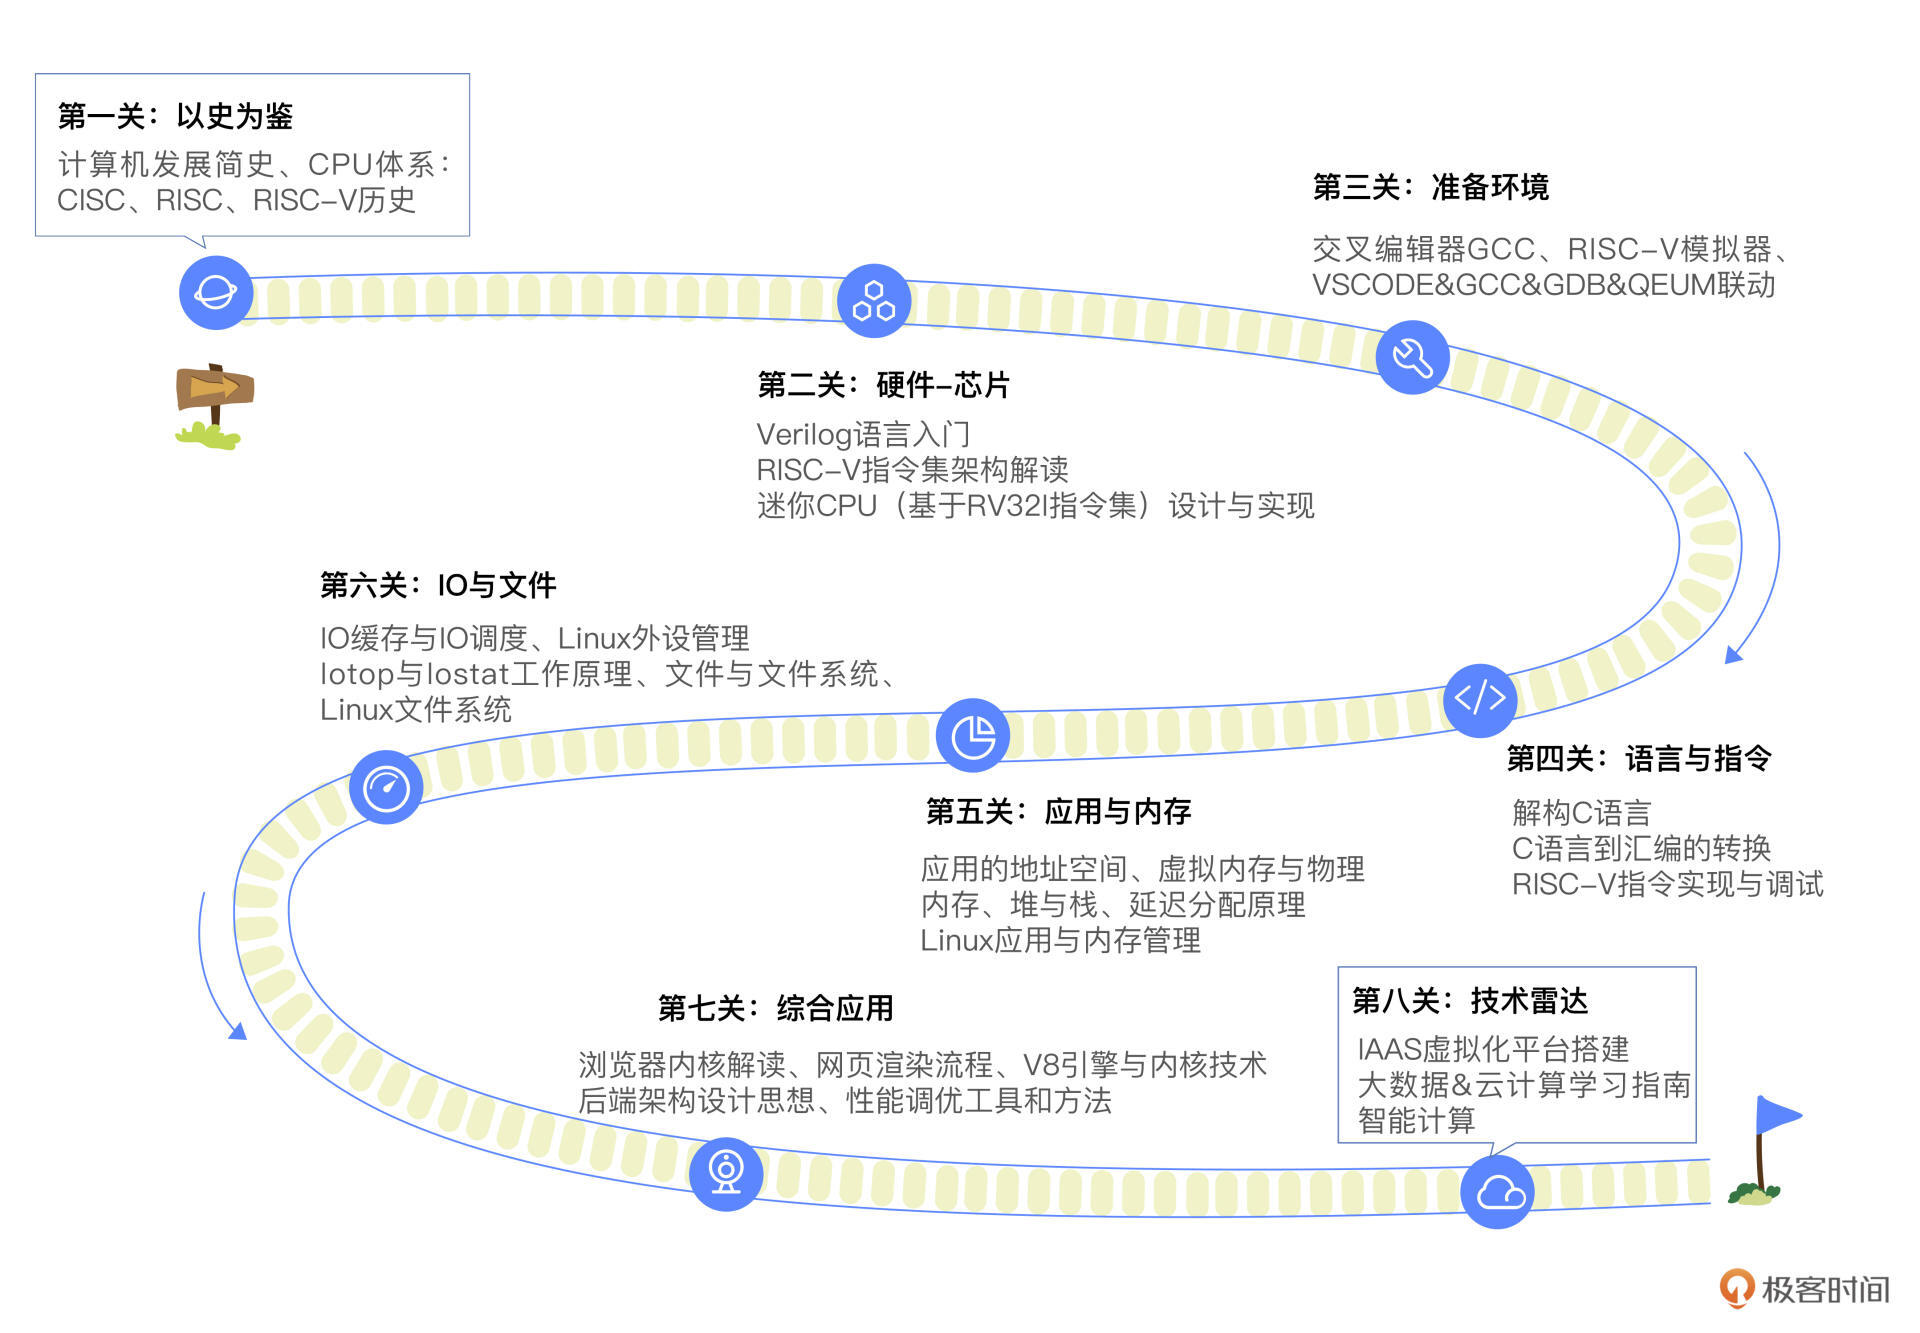 第一关：以史为鉴
计算机发展简史、CPU体系：
CISC、RISC、RISC-V历史
第二关：硬件-芯片
Verilog语言入门
RISC-V指令集架构解读
迷你CPU（基于RV32I指令集）设计与实现
第三关：准备环境
交叉编辑器GCC、RISC-V模拟器、
VSCODE&GCC&GDB&QEUM联动
第四关：语言与指令
解构C语言
C语言到汇编的转换
RISC-V指令实现与调试
第五关：应用与内存
应用的地址空间、虚拟内存与物理
内存、堆与栈、延迟分配原理
Linux应用与内存管理
第六关：IO与文件
IO缓存与IO调度、Linux外设管理
Iotop与Iostat工作原理、文件与文件系统、
Linux文件系统
第七关：综合应用
浏览器内核解读、网页渲染流程、V8引擎与内核技术
后端架构设计思想、性能调优工具和方法
第八关：技术雷达
IAAS虚拟化平台搭建
大数据&云计算学习指南
智能计算
极客时间